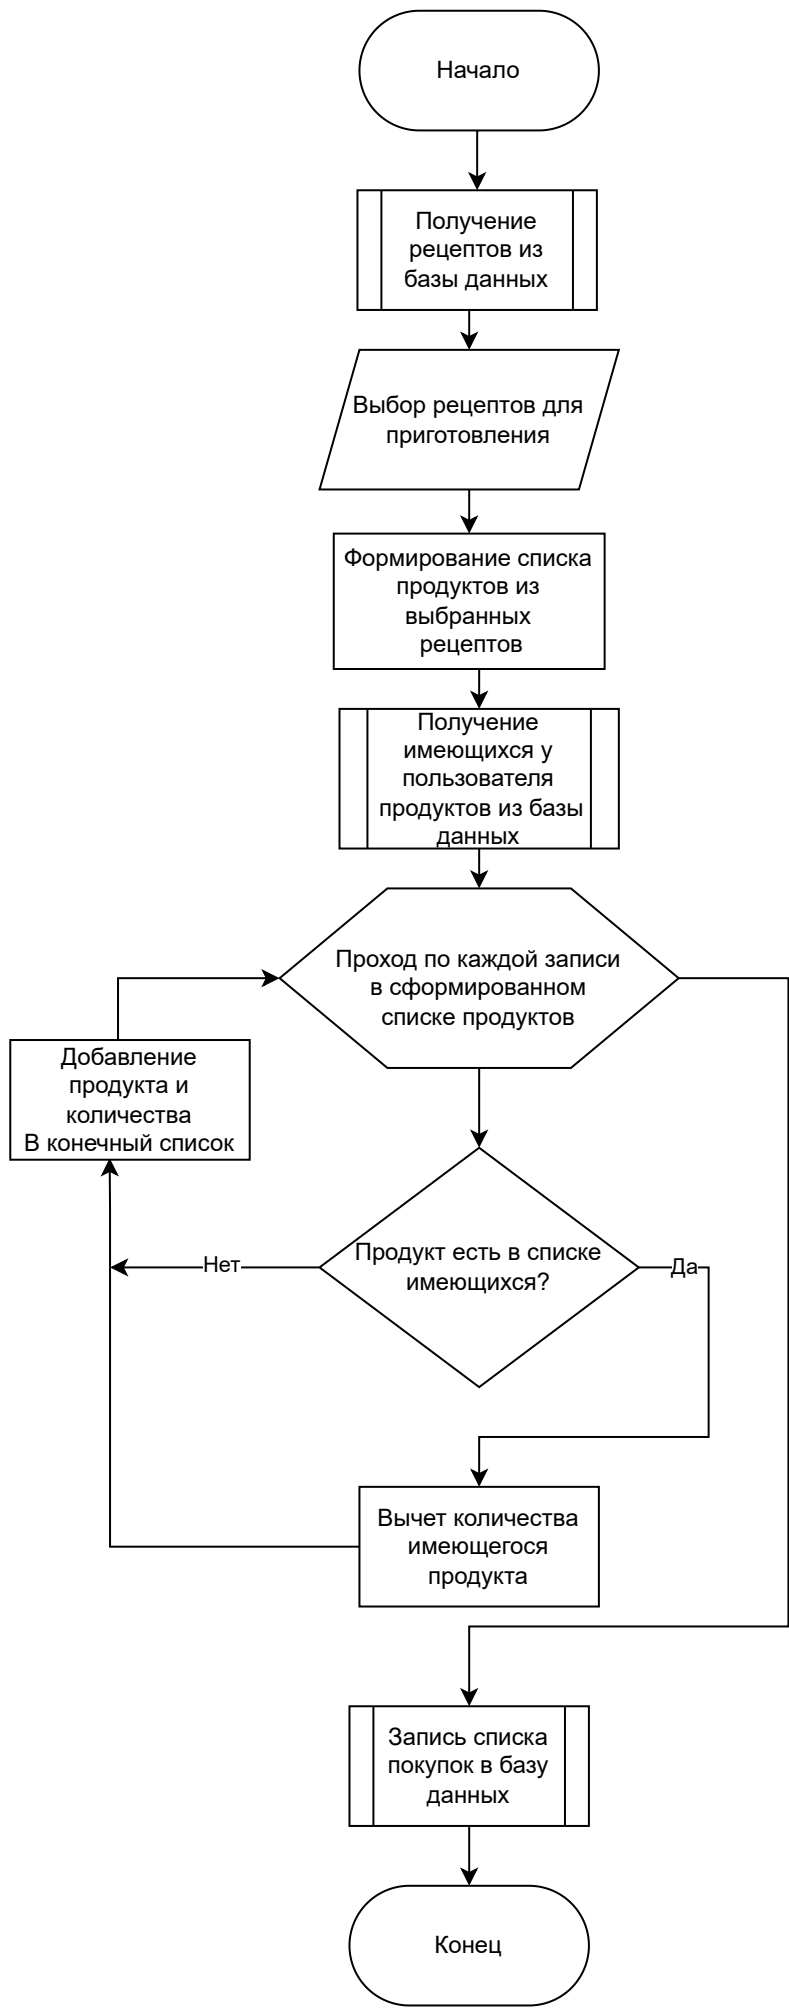 Начало
Получение
рецептов из
базы данных
Выбор рецептов для
приготовления
Формирование списка
продуктов из
выбранных
рецептов
Получение
имеющихся у
пользователя
продуктов из базы
данных
Проход по каждой записи
в сформированном
списке продуктов
Добавление
продукта и
количества
В конечный список
Продукт есть в списке
имеющихся?
Нет
Да
Вычет количества
имеющегося
продукта
Запись списка
покупок в базу
данных
Конец